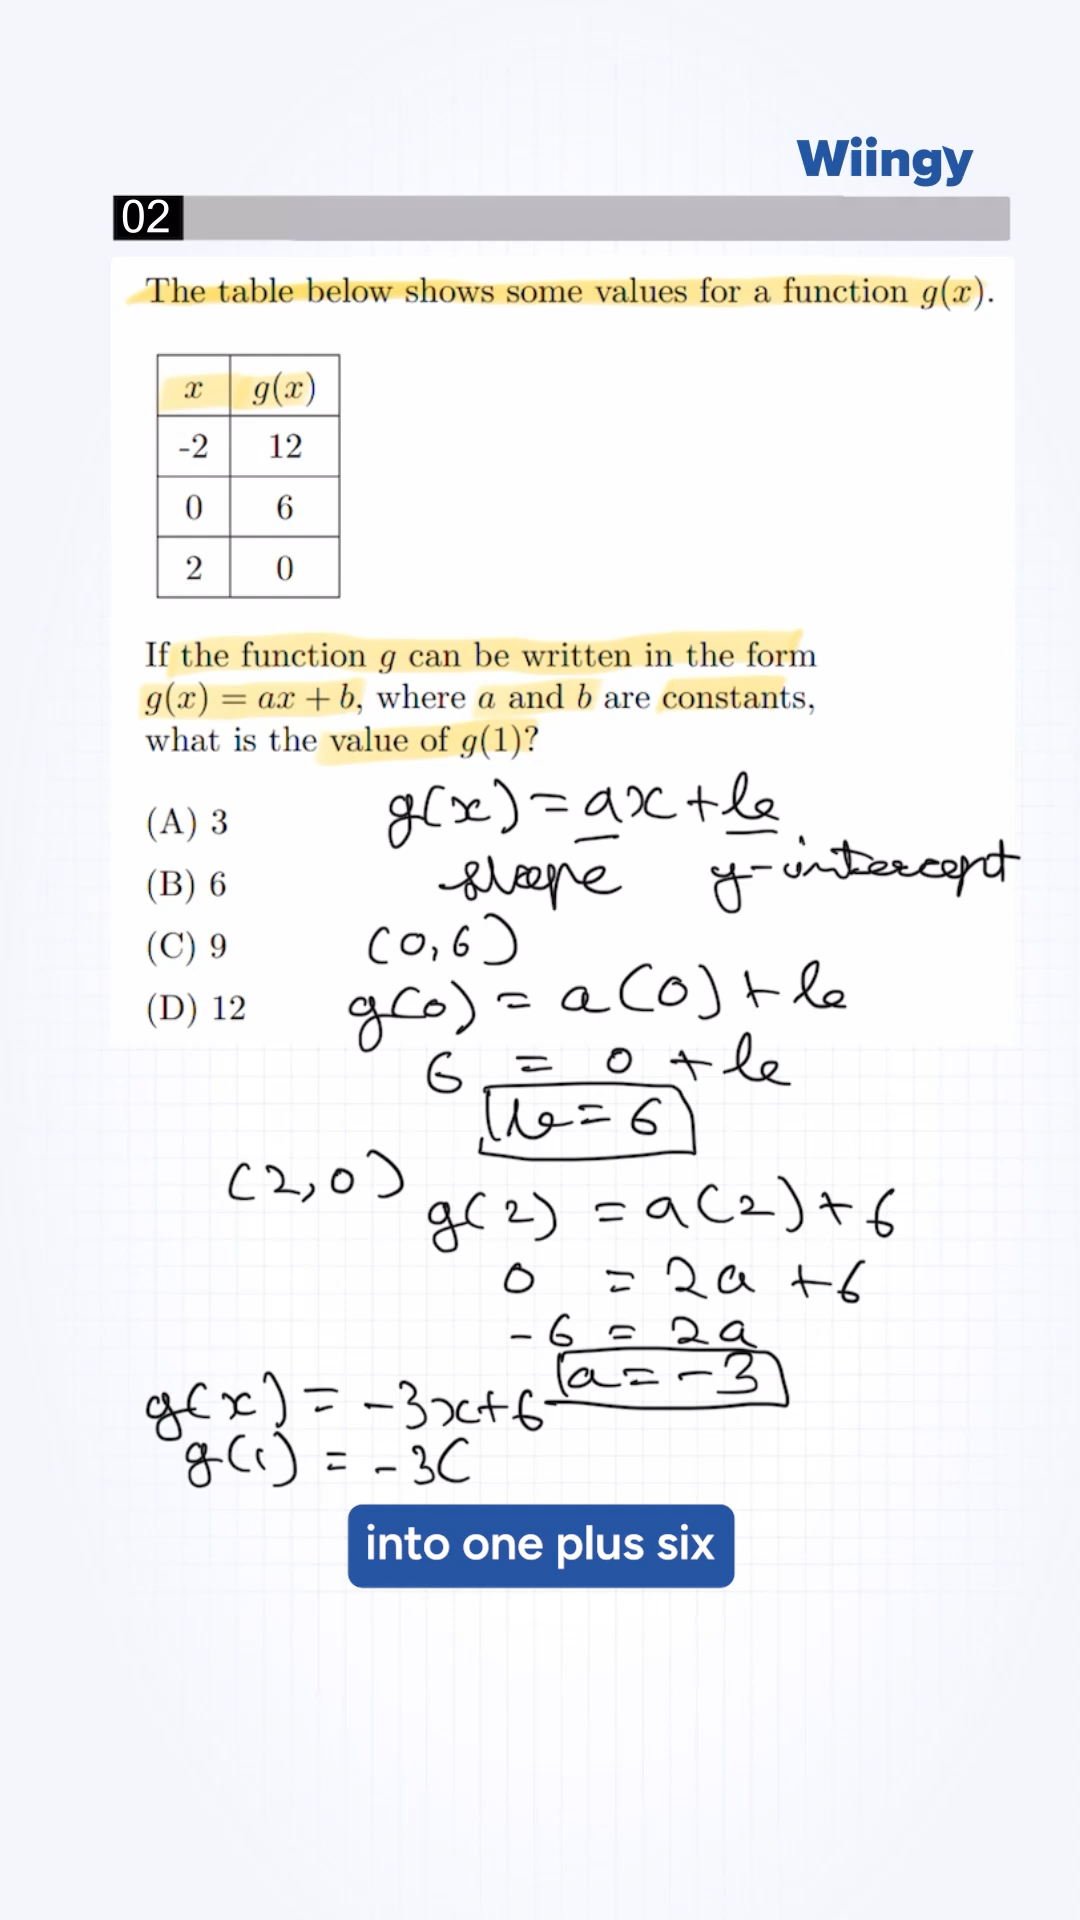 Wiingy
02
The table below shows some values for a function g(x).
x g(x)
-2 12
0 6
2 0
If the function g can be written in the form
g(x) = ax + b, where a and b are constants,
what is the value of g(1)?
(A) 3
(B) 6
(C) 9
(D) 12
g(x) = ax + b
slope y-intercept
(0,6)
g(0) = a(0) + b
6 = 0 + b
b = 6
(2,0)
g(2) = a(2) + 6
0 = 2a + 6
-6 = 2a
a = -3
g(x) = -3x+6
g(1) = -3(
into one plus six